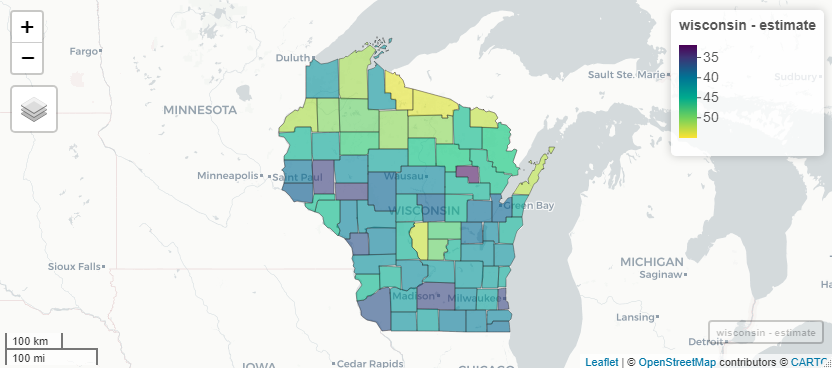 +
−
wisconsin - estimate
35
40
45
50
Fargo
Duluth
Sault Ste. Marie
Sudbury
MINNESOTA
Minneapolis
Saint Paul
Wausau
WISCONSIN
Green Bay
Sioux Falls
MICHIGAN
Saginaw
Madison
Milwaukee
Lansing
wisconsin - estimate
Detroit
100 km
100 mi
IOWA
Cedar Rapids
CHICAGO
Leaflet | © OpenStreetMap contributors © CARTO